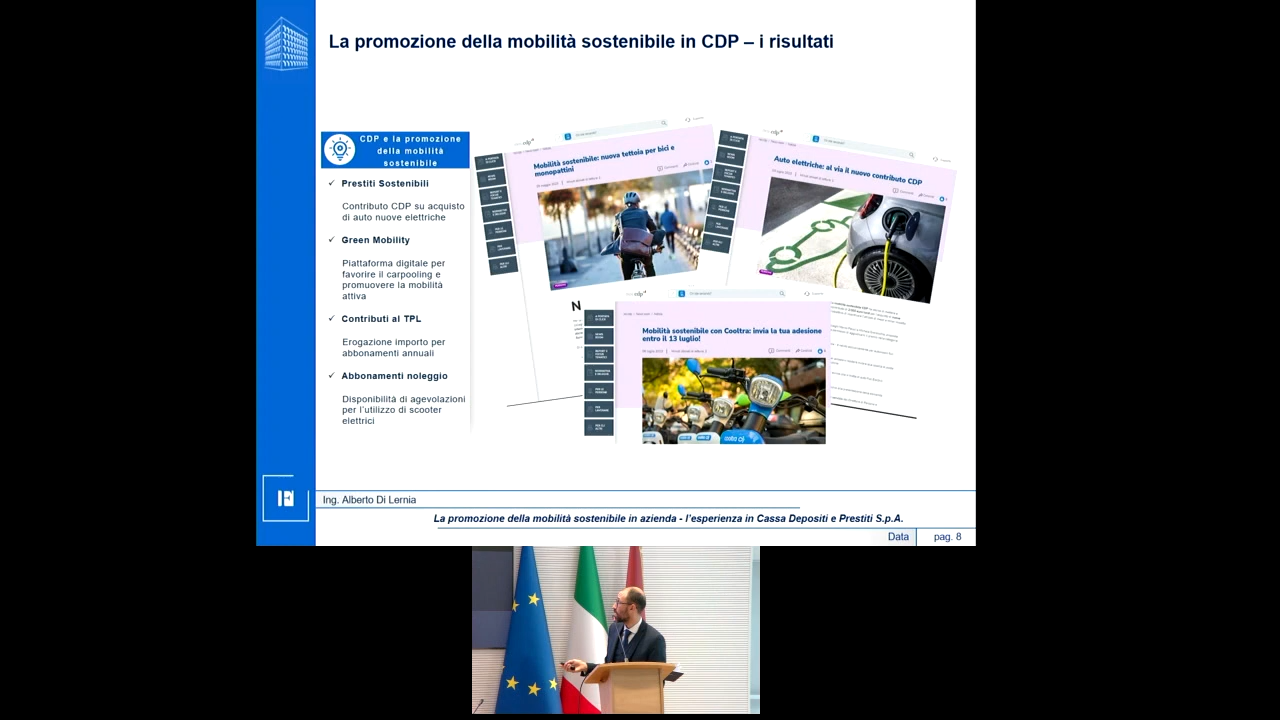 La promozione della mobilità sostenibile in CDP – i risultati
CDP e la promozione
della mobilità
sostenibile
✓ Prestiti Sostenibili
Contributo CDP su acquisto
di auto nuove elettriche
✓ Green Mobility
Piattaforma digitale per
favorire il carpooling e
promuovere la mobilità
attiva
✓ Contributi al TPL
Erogazione importo per
abbonamenti annuali
✓ Abbonamenti noleggio
Disponibilità di agevolazioni
per l'utilizzo di scooter
elettrici
Mobilità sostenibile: nuova tettoia per bici e
monopattini
Auto elettriche: al via il nuovo contributo CDP
Mobilità sostenibile con Cooltra: invia la tua adesione
entro il 13 luglio!
Ing. Alberto Di Lernia
La promozione della mobilità sostenibile in azienda - l'esperienza in Cassa Depositi e Prestiti S.p.A.
Data
pag. 8